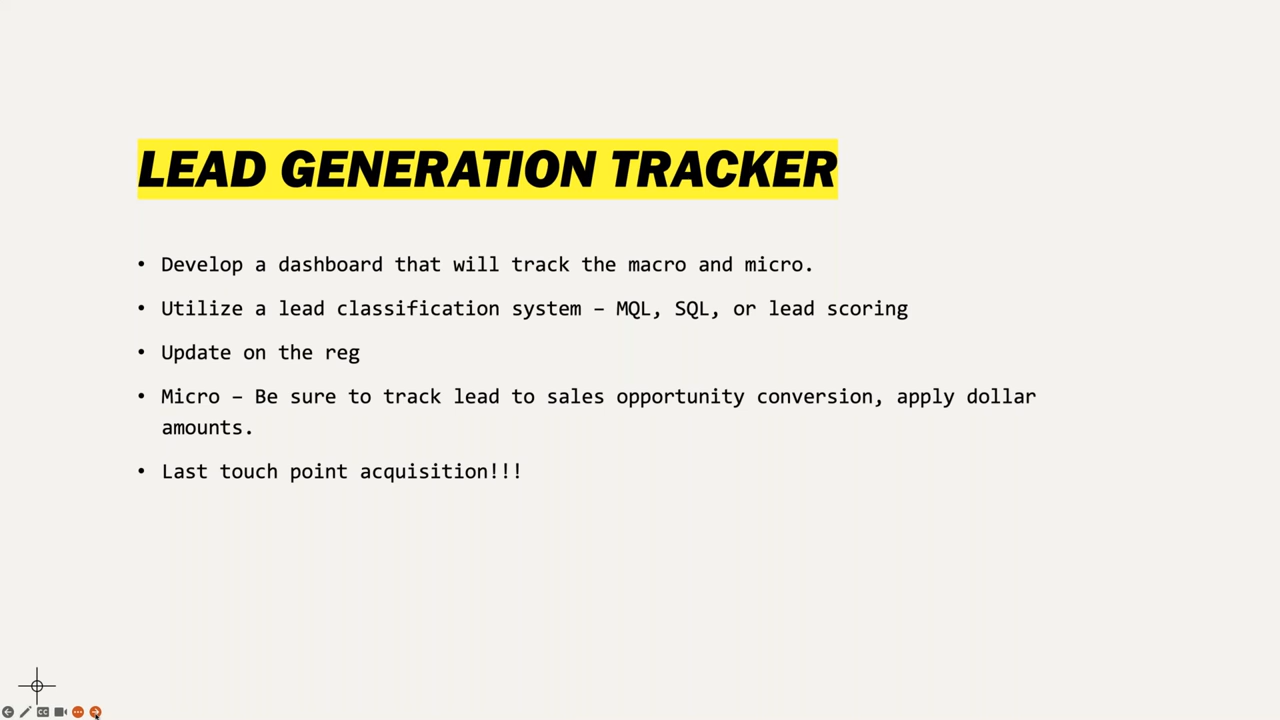 LEAD GENERATION TRACKER
• Develop a dashboard that will track the macro and micro.
• Utilize a lead classification system – MQL, SQL, or lead scoring
• Update on the reg
• Micro – Be sure to track lead to sales opportunity conversion, apply dollar
amounts.
• Last touch point acquisition!!!
CC